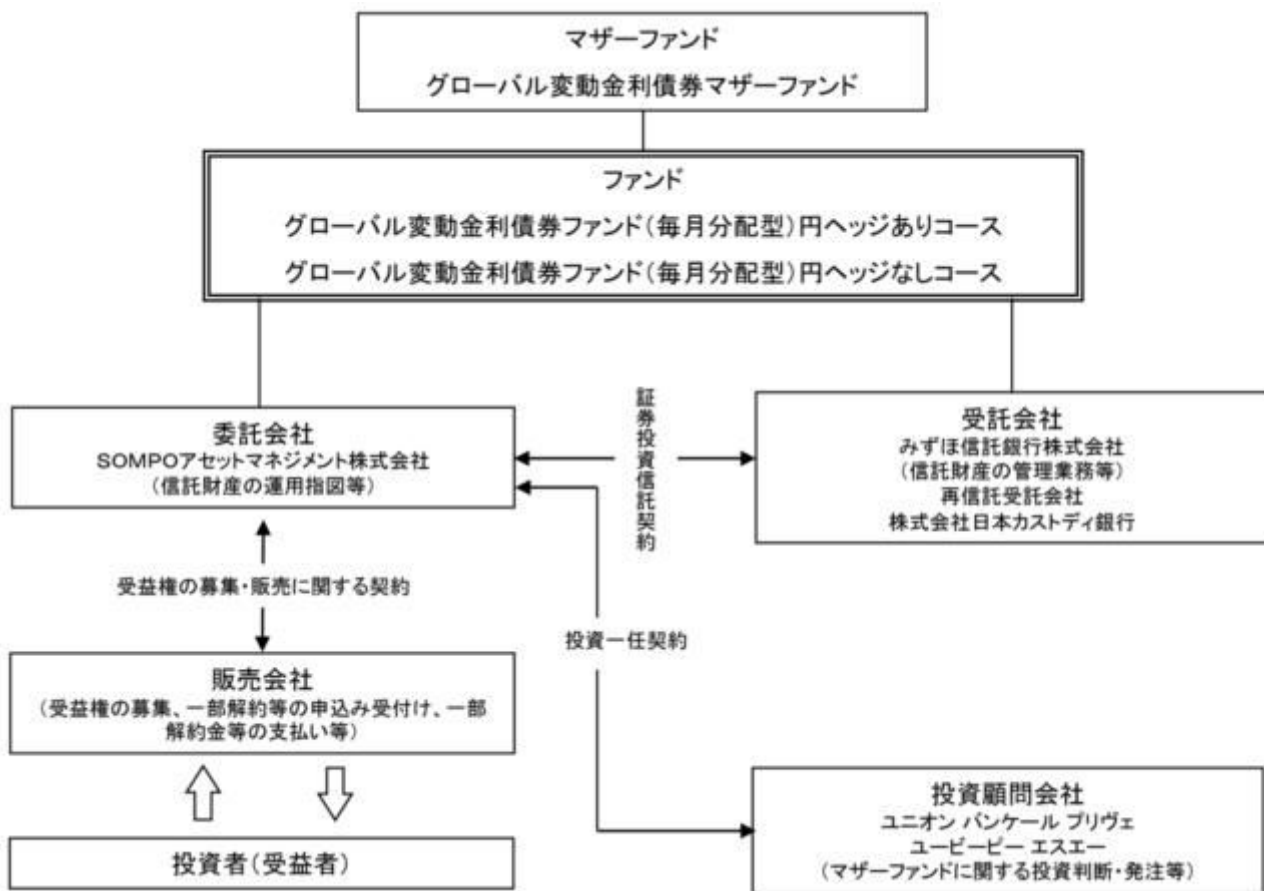 マザーファンド
グローバル変動金利債券マザーファンド
ファンド
グローバル変動金利債券ファンド(毎月分配型)円ヘッジありコース
グローバル変動金利債券ファンド(毎月分配型)円ヘッジなしコース
委託会社
SOMPOアセットマネジメント株式会社
(信託財産の運用指図等)
証券投資信託契約
受託会社
みずほ信託銀行株式会社
(信託財産の管理業務等)
再信託受託会社
株式会社日本カストディ銀行
受益権の募集・販売に関する契約
投資一任契約
販売会社
(受益権の募集、一部解約等の申込み受付け、一部
解約金等の支払い等)
投資者(受益者)
投資顧問会社
ユニオン バンケール プリヴェ
ユービーピー エスエー
(マザーファンドに関する投資判断・発注等)